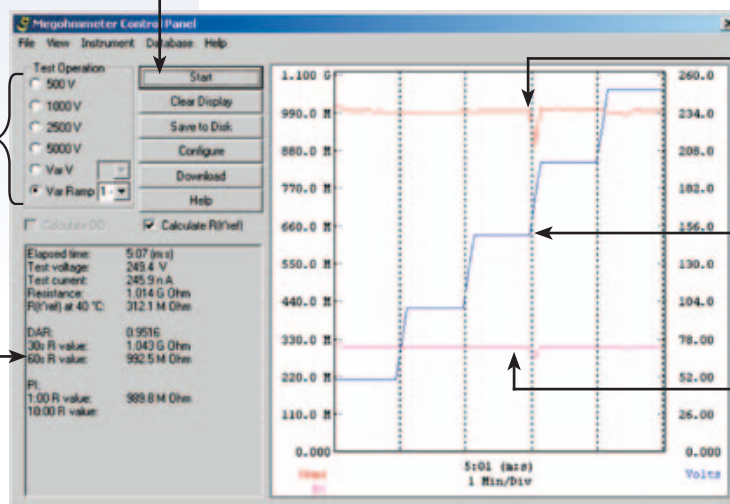 Megohmmeter Control Panel
File View Instrument Database Help
Test Operation
500 V
1000 V
2500 V
5000 V
Var V
Var Ramp 1 -
Start
Clear Display
Save to Disk
Configure
Download
Help
Calculate DD
Calculate R(t°ref)
Elapsed time: 5:07 (m:s)
Test voltage: 249.4 V
Test current: 245.9 n A
Resistance: 1.014 G Ohm
R(t°ref) at 40 °C: 312.1 M Ohm
DAR: 0.9516
30s R value: 1.043 G Ohm
60s R value: 992.5 M Ohm
PI:
1:00 R value: 989.8 M Ohm
10:00 R value:
1.100 G
990.0 M
880.0 M
770.0 M
660.0 M
550.0 M
440.0 M
330.0 M
220.0 M
110.0 M
0.000
260.0
234.0
208.0
182.0
156.0
130.0
104.0
78.00
52.00
26.00
0.000
Ohms
5:01 (m:s)
1 Min/Div
Volts